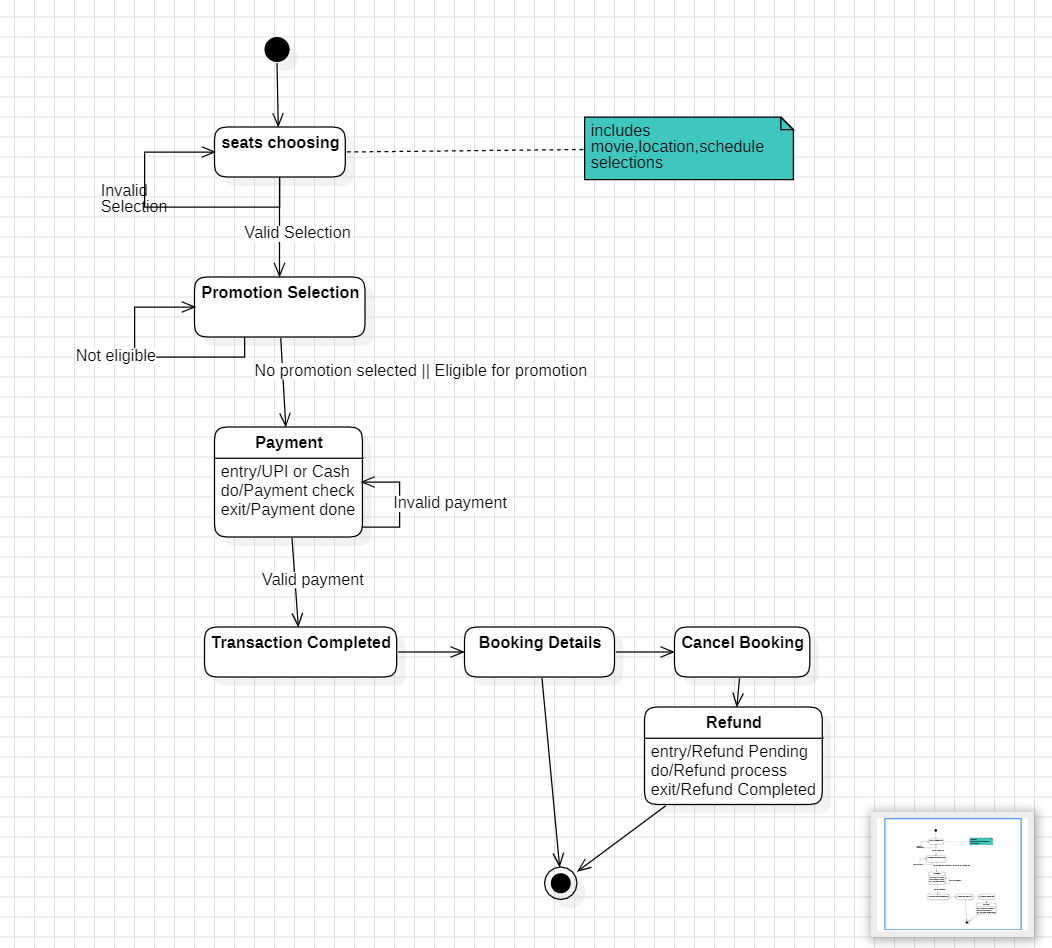 seats choosing
includes
movie,location,schedule
selections
Invalid
Selection
Valid Selection
Promotion Selection
Not eligible
No promotion selected || Eligible for promotion
Payment
entry/UPI or Cash
do/Payment check
exit/Payment done
Invalid payment
Valid payment
Transaction Completed
Booking Details
Cancel Booking
Refund
entry/Refund Pending
do/Refund process
exit/Refund Completed